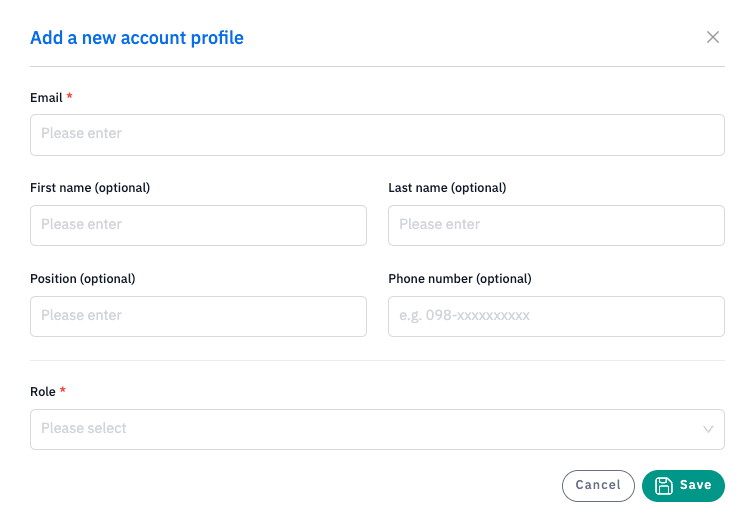 Add a new account profile
Email *
Please enter
First name (optional)
Last name (optional)
Please enter
Please enter
Position (optional)
Phone number (optional)
Please enter
e.g. 098-xxxxxxxxxx
Role *
Please select
Cancel
Save